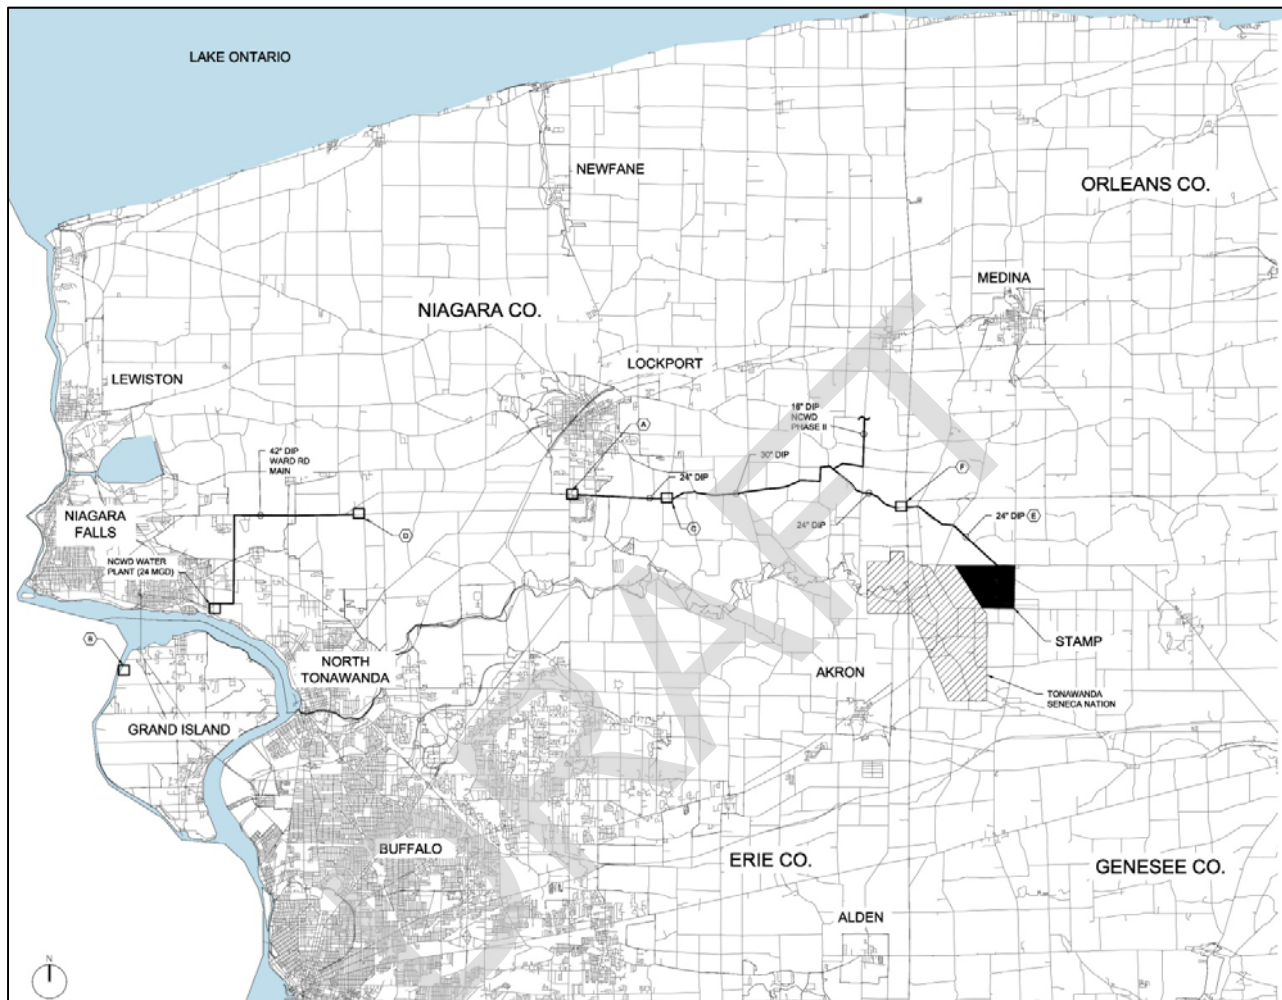 LAKE ONTARIO
NEWFANE
ORLEANS CO.
MEDINA
NIAGARA CO.
LOCKPORT
LEWISTON
16" DIP
NCWD
PHASE II
A
42" DIP
WARD RD
MAIN
30" DIP
F
24" DIP
NIAGARA
FALLS
C
24" DIP
24" DIP E
D
NCWD WATER
PLANT (24 MGD)
B
STAMP
NORTH
TONAWANDA
AKRON
TONAWANDA
SENECA NATION
GRAND ISLAND
BUFFALO
ERIE CO.
GENESEE CO.
ALDEN
N
DRAFT